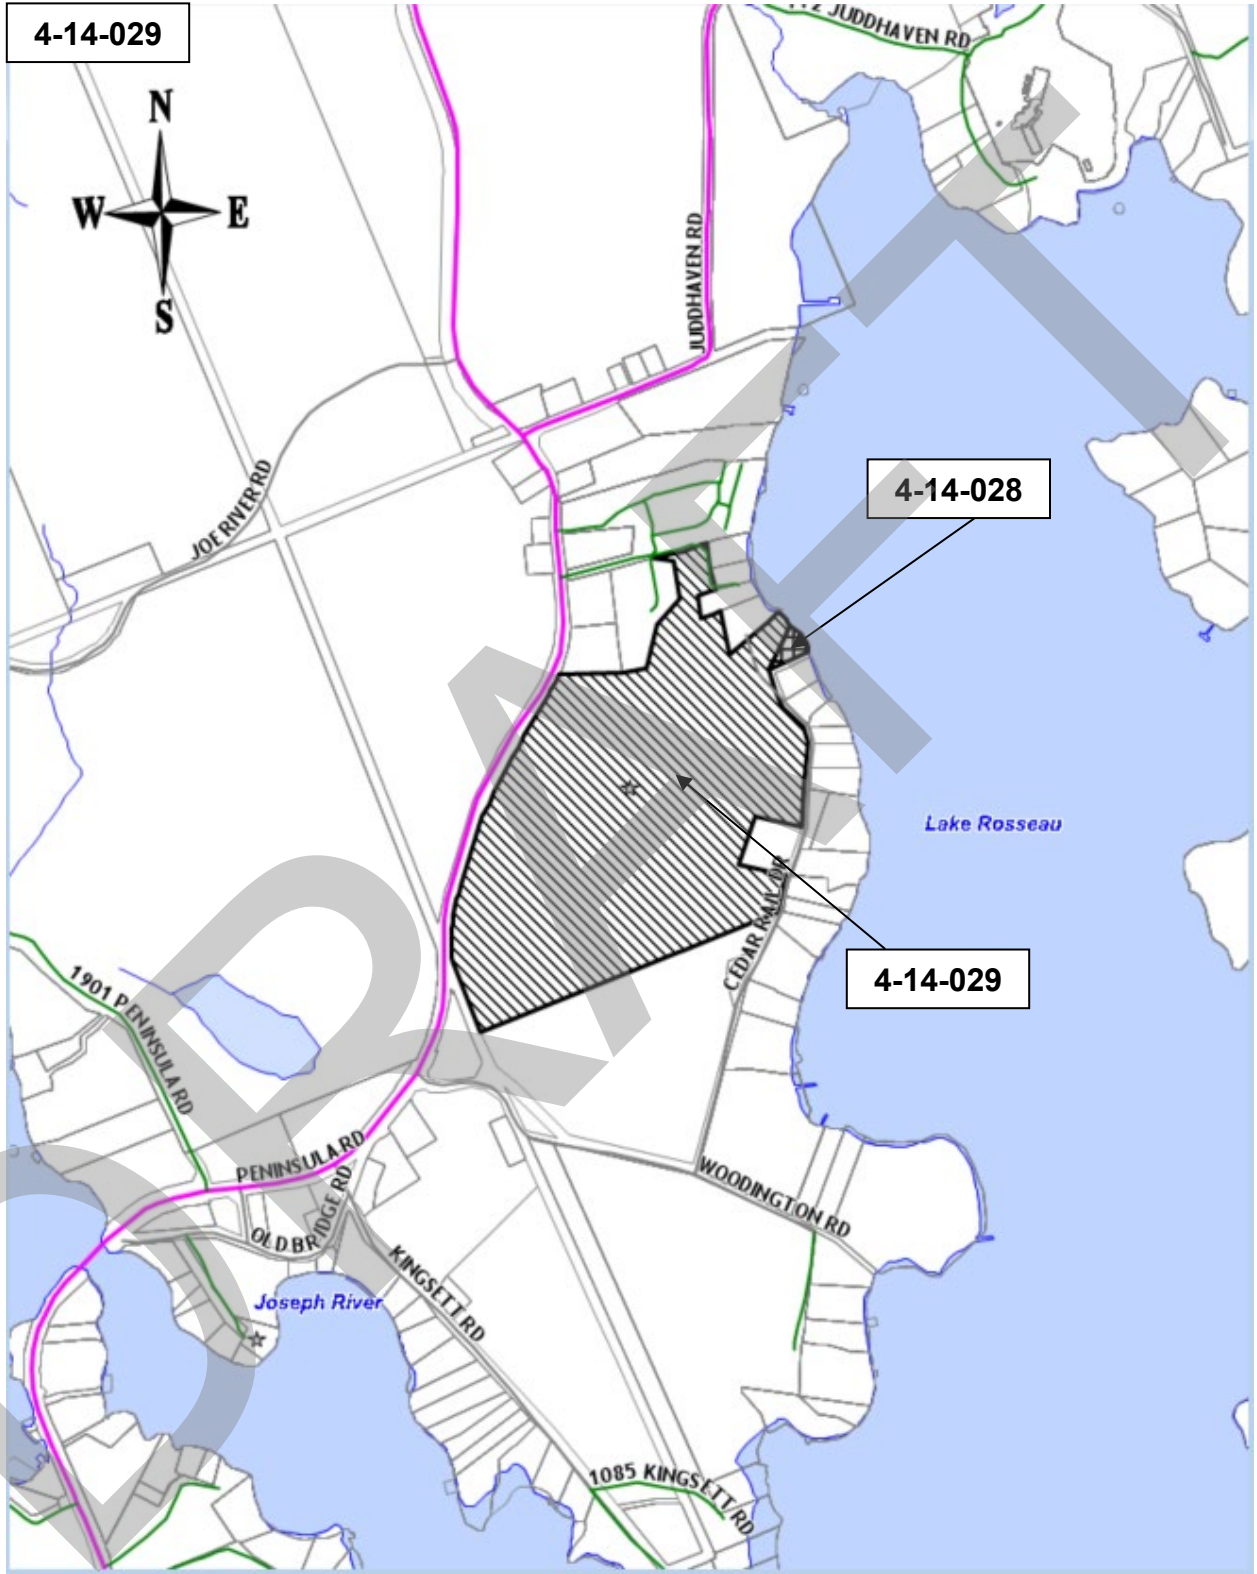 4-14-029
N
W E
S
JUDDHAVEN RD
JUDDHAVEN RD
JOE RIVER RD
4-14-028
Lake Rosseau
CEDAR RAIL DR
4-14-029
1901 PENINSULA RD
PENINSULA RD
OLD BRIDGE RD
WOODINGTON RD
KINGSETT RD
Joseph River
1085 KINGSETT RD
DRAFT